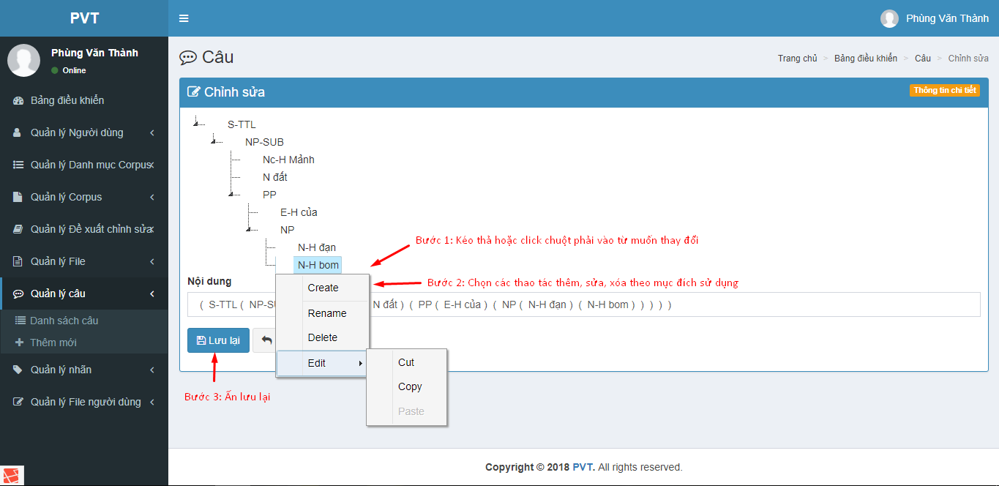 PVT
Phùng Văn Thành
Phùng Văn Thành
Online
Câu
Trang chủ > Bảng điều khiển > Câu > Chỉnh sửa
Bảng điều khiển
Quản lý Người dùng
Quản lý Danh mục Corpus
Quản lý Corpus
Quản lý Đề xuất chỉnh sửa
Quản lý File
Quản lý câu
Danh sách câu
Thêm mới
Quản lý nhãn
Quản lý File người dùng
Chỉnh sửa
Thông tin chi tiết
S-TTL
NP-SUB
Nc-H Mảnh
N đất
PP
E-H của
NP
N-H đạn
N-H bom
Bước 1: Kéo thả hoặc click chuột phải vào từ muốn thay đổi
Nội dung
Create
Bước 2: Chọn các thao tác thêm, sửa, xóa theo mục đích sử dụng
( S-TTL ( NP-SU N đất ) ( PP ( E-H của ) ( NP ( N-H đạn ) ( N-H bom ) ) ) ) )
Rename
Delete
Lưu lại
Edit
Cut
Copy
Paste
Bước 3: Ấn lưu lại
Copyright © 2018 PVT. All rights reserved.